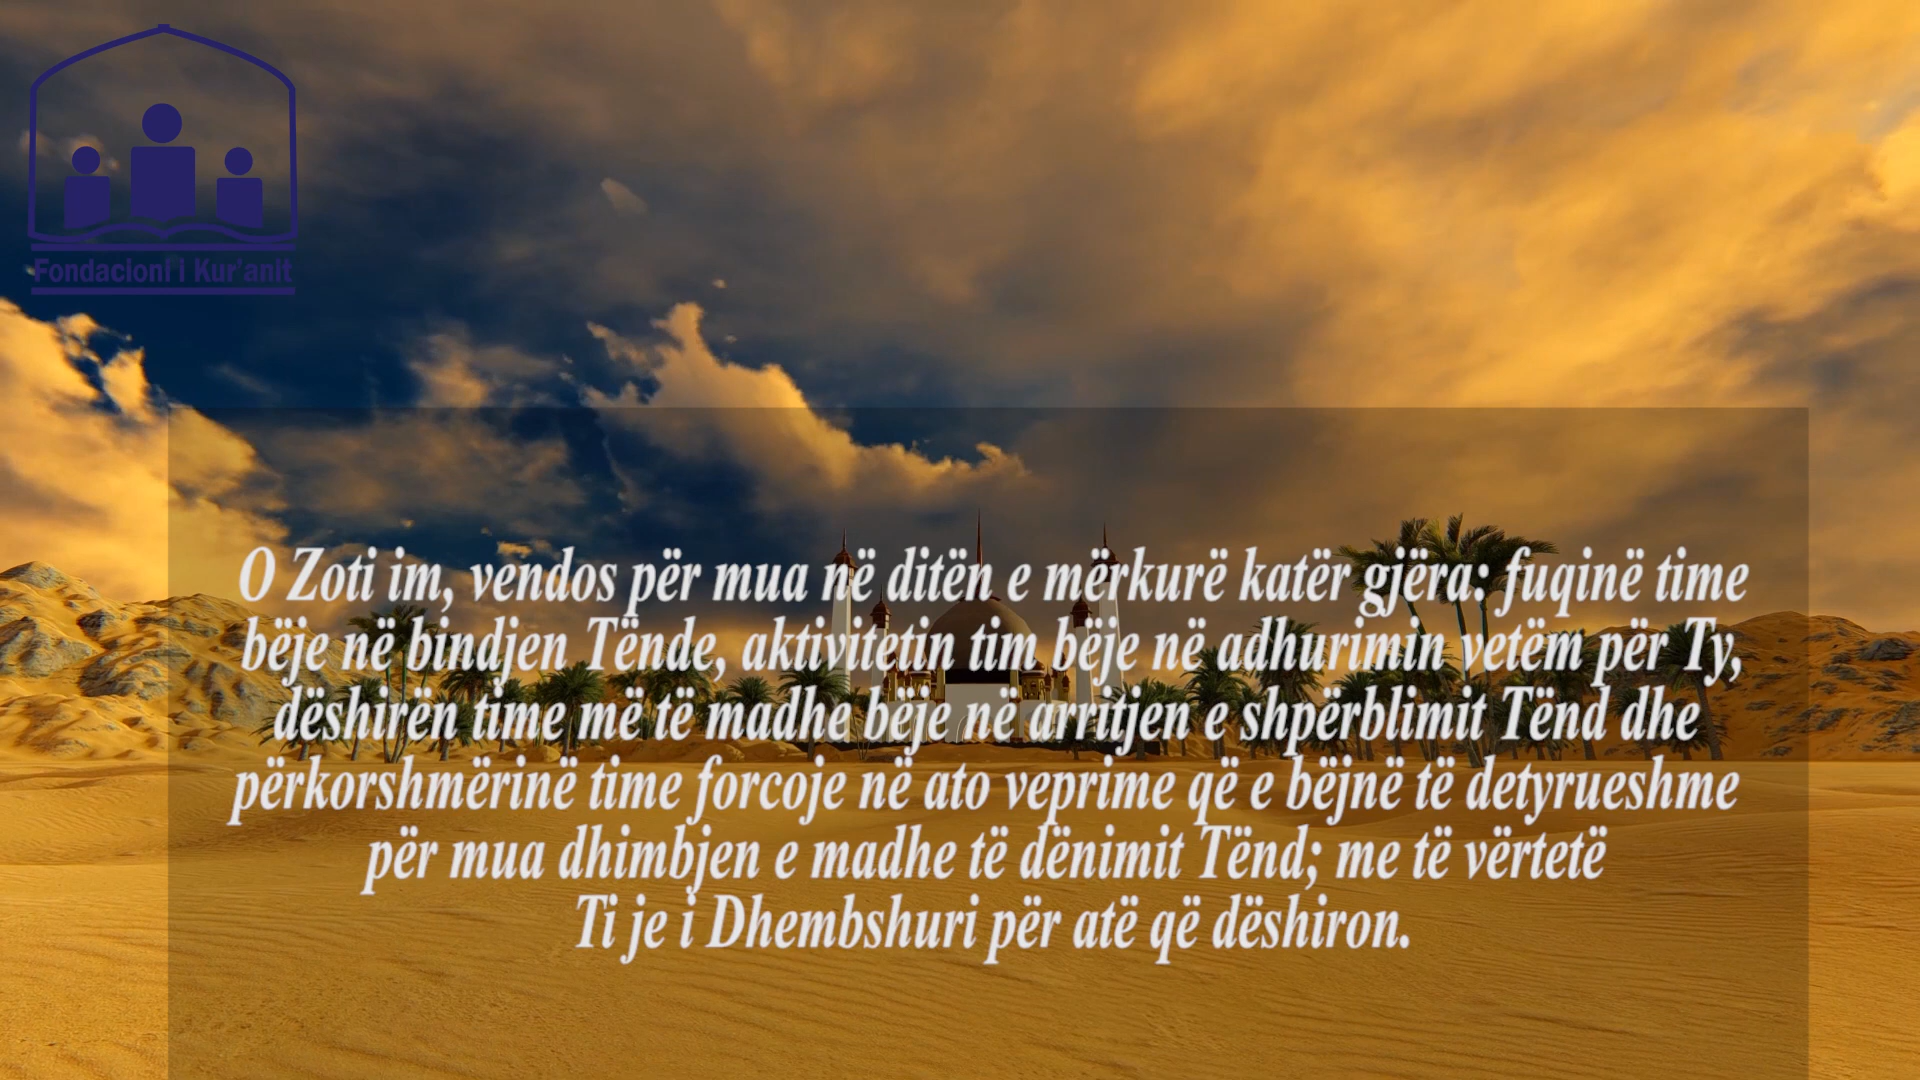 Fondacioni i Kur'anit
O Zoti im, vendos për mua në ditën e mërkurë katër gjëra: fuqinë time
bëje në bindjen Tënde, aktivitetin tim bëje në adhurimin vetëm për Ty,
dëshirën time më të madhe bëje në arritjen e shpërblimit Tënd dhe
përkorshmërinë time forcoje në ato veprime që e bëjnë të detyrueshme
për mua dhimbjen e madhe të dënimit Tënd; me të vërtetë
Ti je i Dhembshuri për atë që dëshiron.